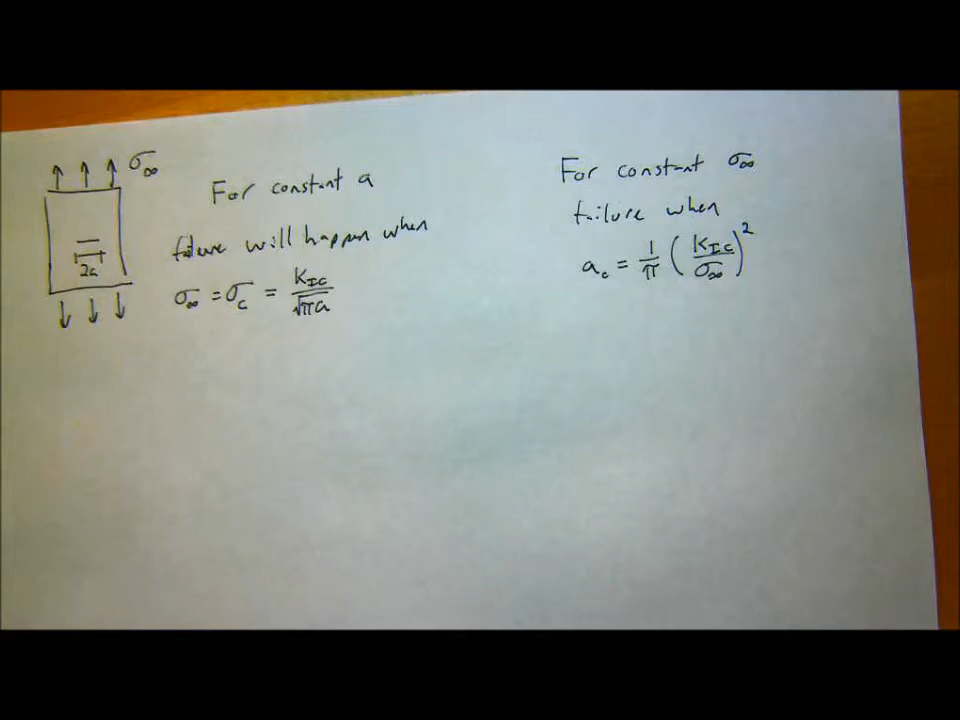 σ∞
2a
For constant a
failure will happen when
σ∞ = σc = KIc / √πa
For constant σ∞
failure when
ac = 1/π (KIc / σ∞)²